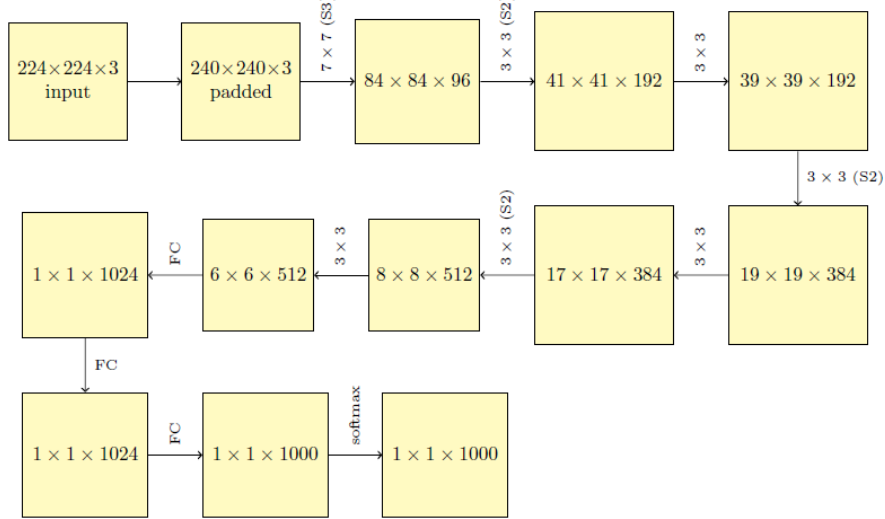 224×224×3
input
240×240×3
padded
7 × 7 (S3
84 × 84 × 96
3 × 3 (S2
41 × 41 × 192
3 × 3
39 × 39 × 192
3 × 3 (S2)
19 × 19 × 384
3 × 3
17 × 17 × 384
3 × 3 (S2)
8 × 8 × 512
3 × 3
6 × 6 × 512
FC
1 × 1 × 1024
FC
1 × 1 × 1024
FC
1 × 1 × 1000
softmax
1 × 1 × 1000